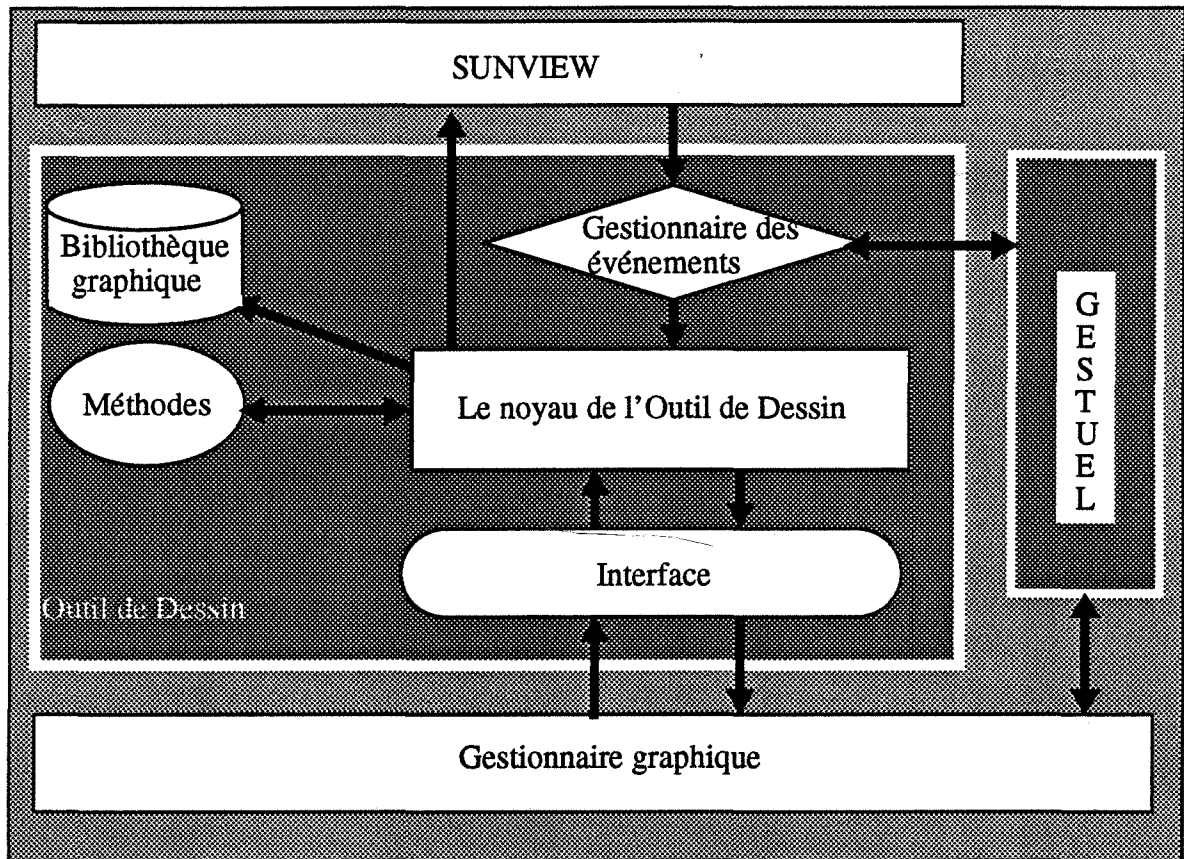 SUNVIEW
Gestionnaire des
événements
Bibliothèque
graphique
GESTUEL
Méthodes
Le noyau de l'Outil de Dessin
Interface
Outil de Dessin
Gestionnaire graphique